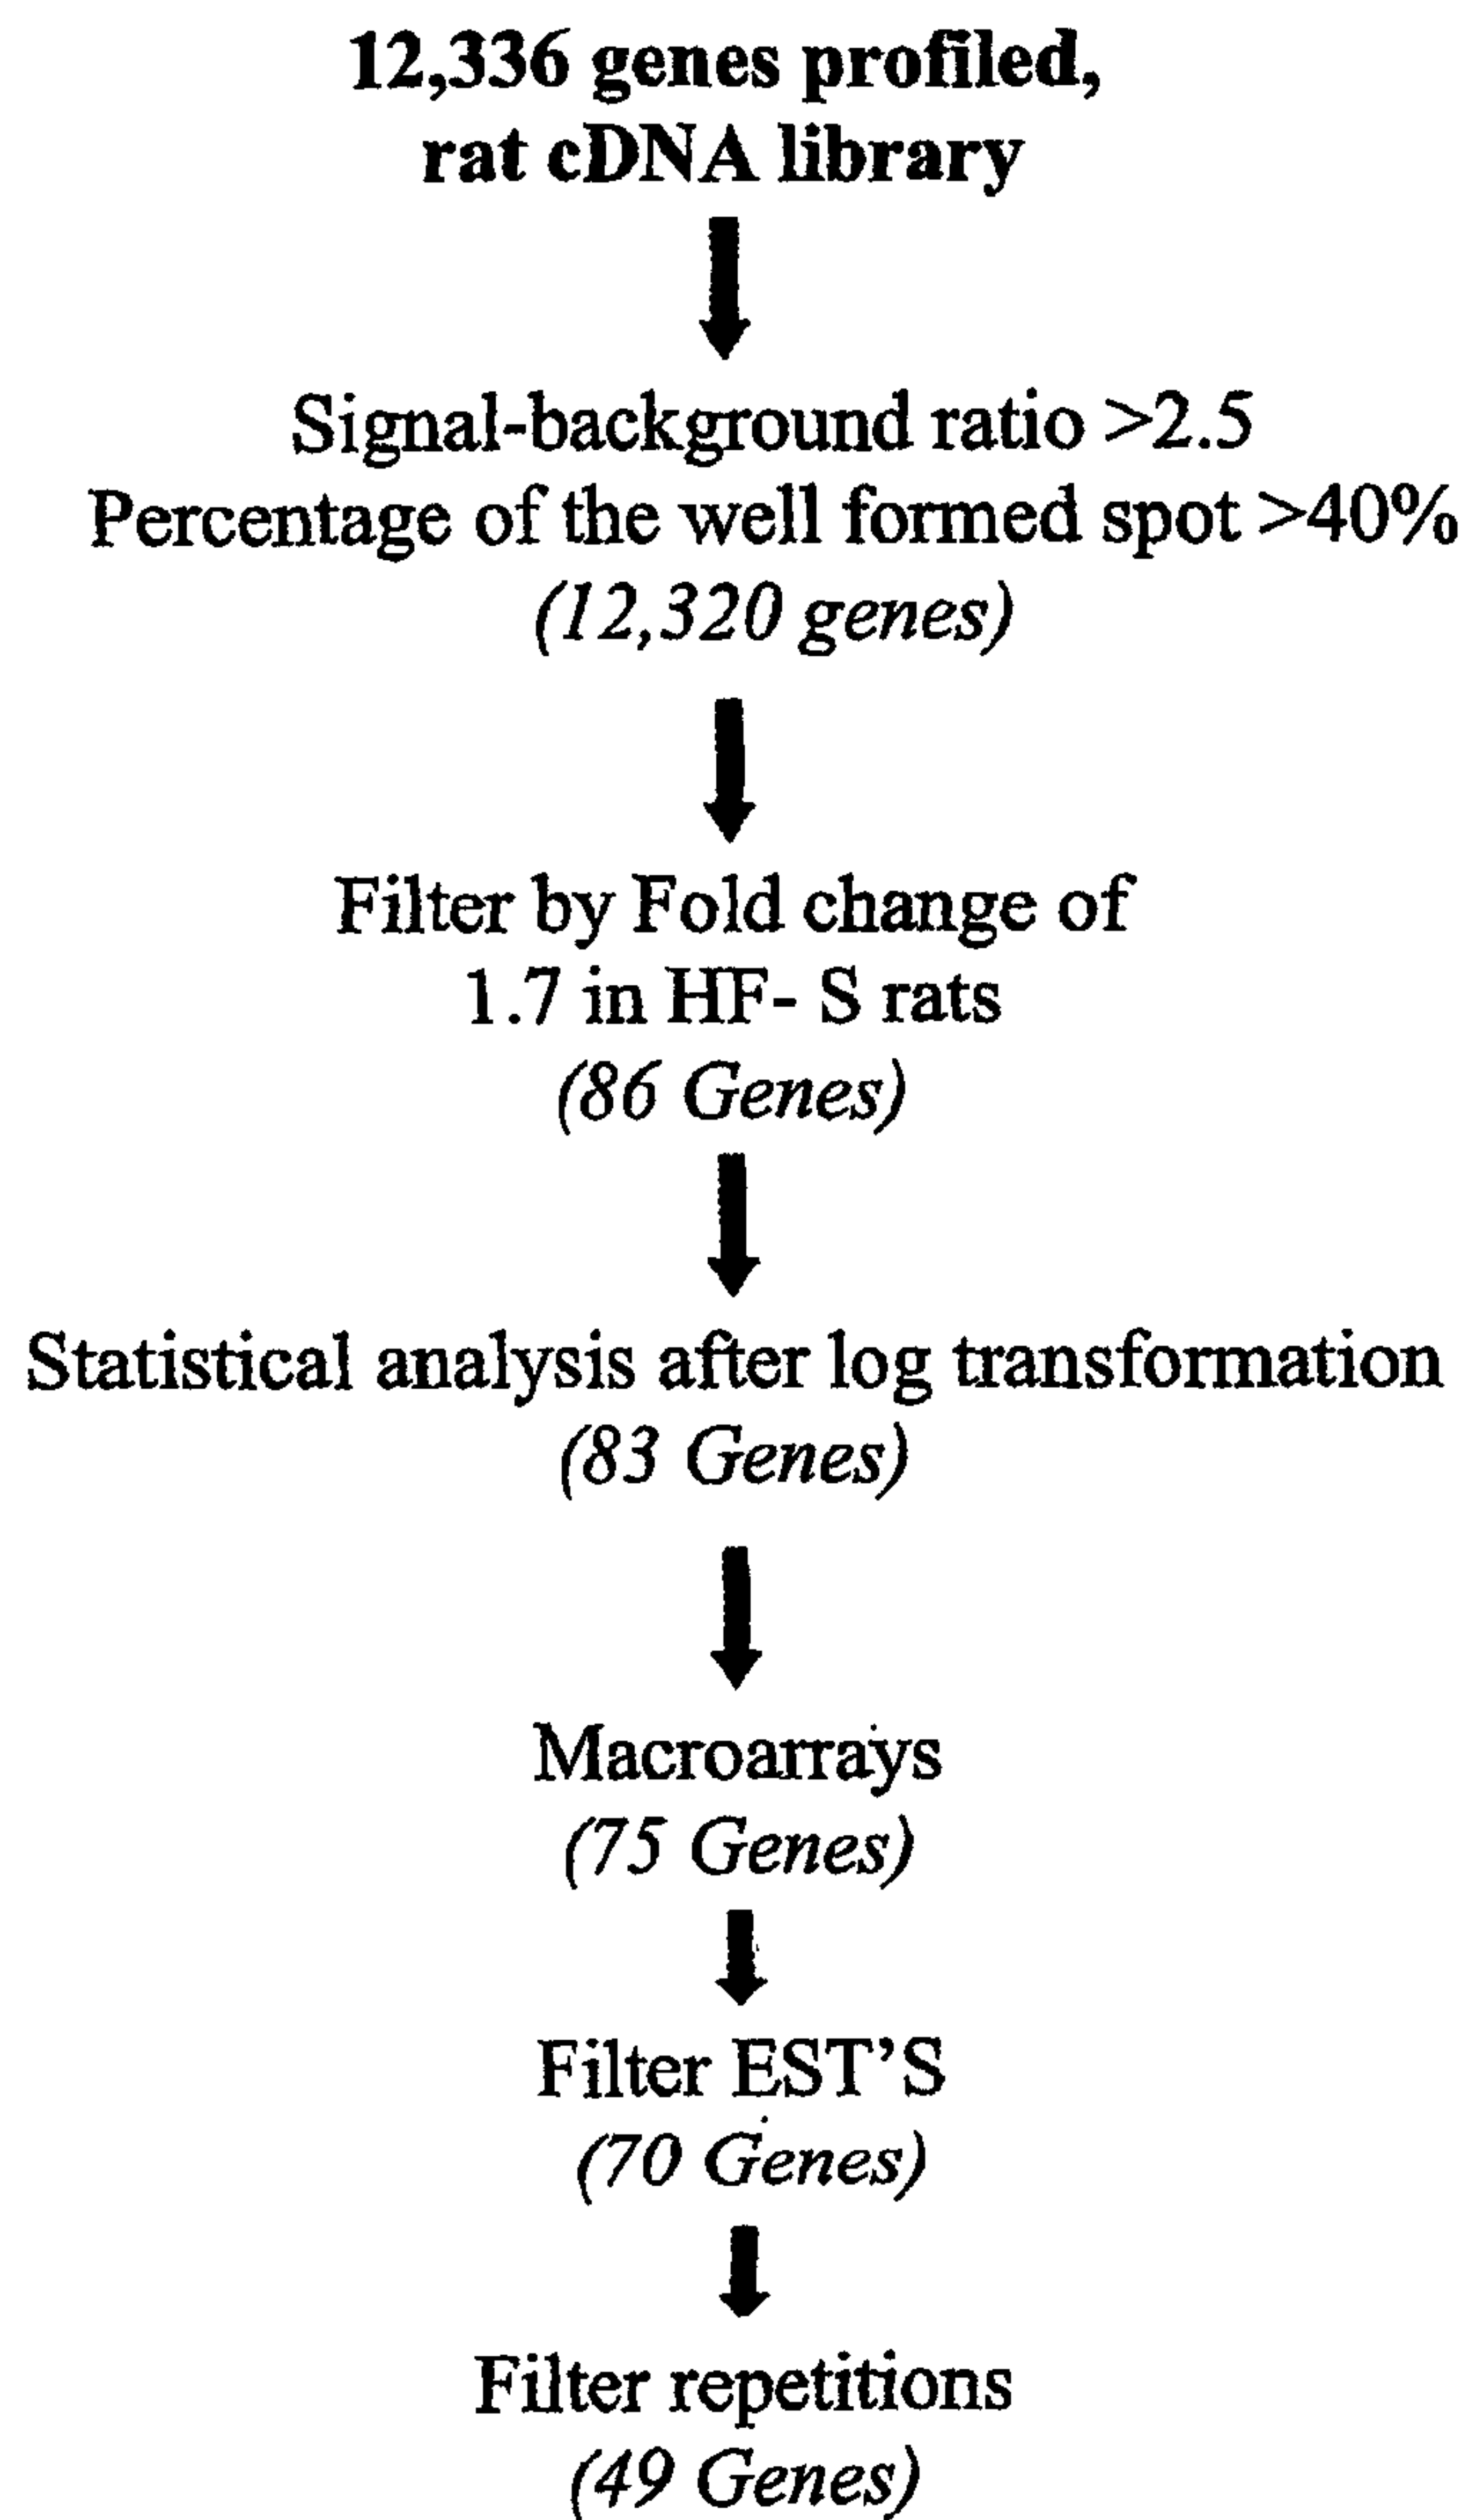 12,336 genes profiled,
rat cDNA library
Signal-background ratio >2.5
Percentage of the well formed spot >40%
(12,320 genes)
Filter by Fold change of
1.7 in HF- S rats
(86 Genes)
Statistical analysis after log transformation
(83 Genes)
Macroarrays
(75 Genes)
Filter EST'S
(70 Genes)
Filter repetitions
(49 Genes)